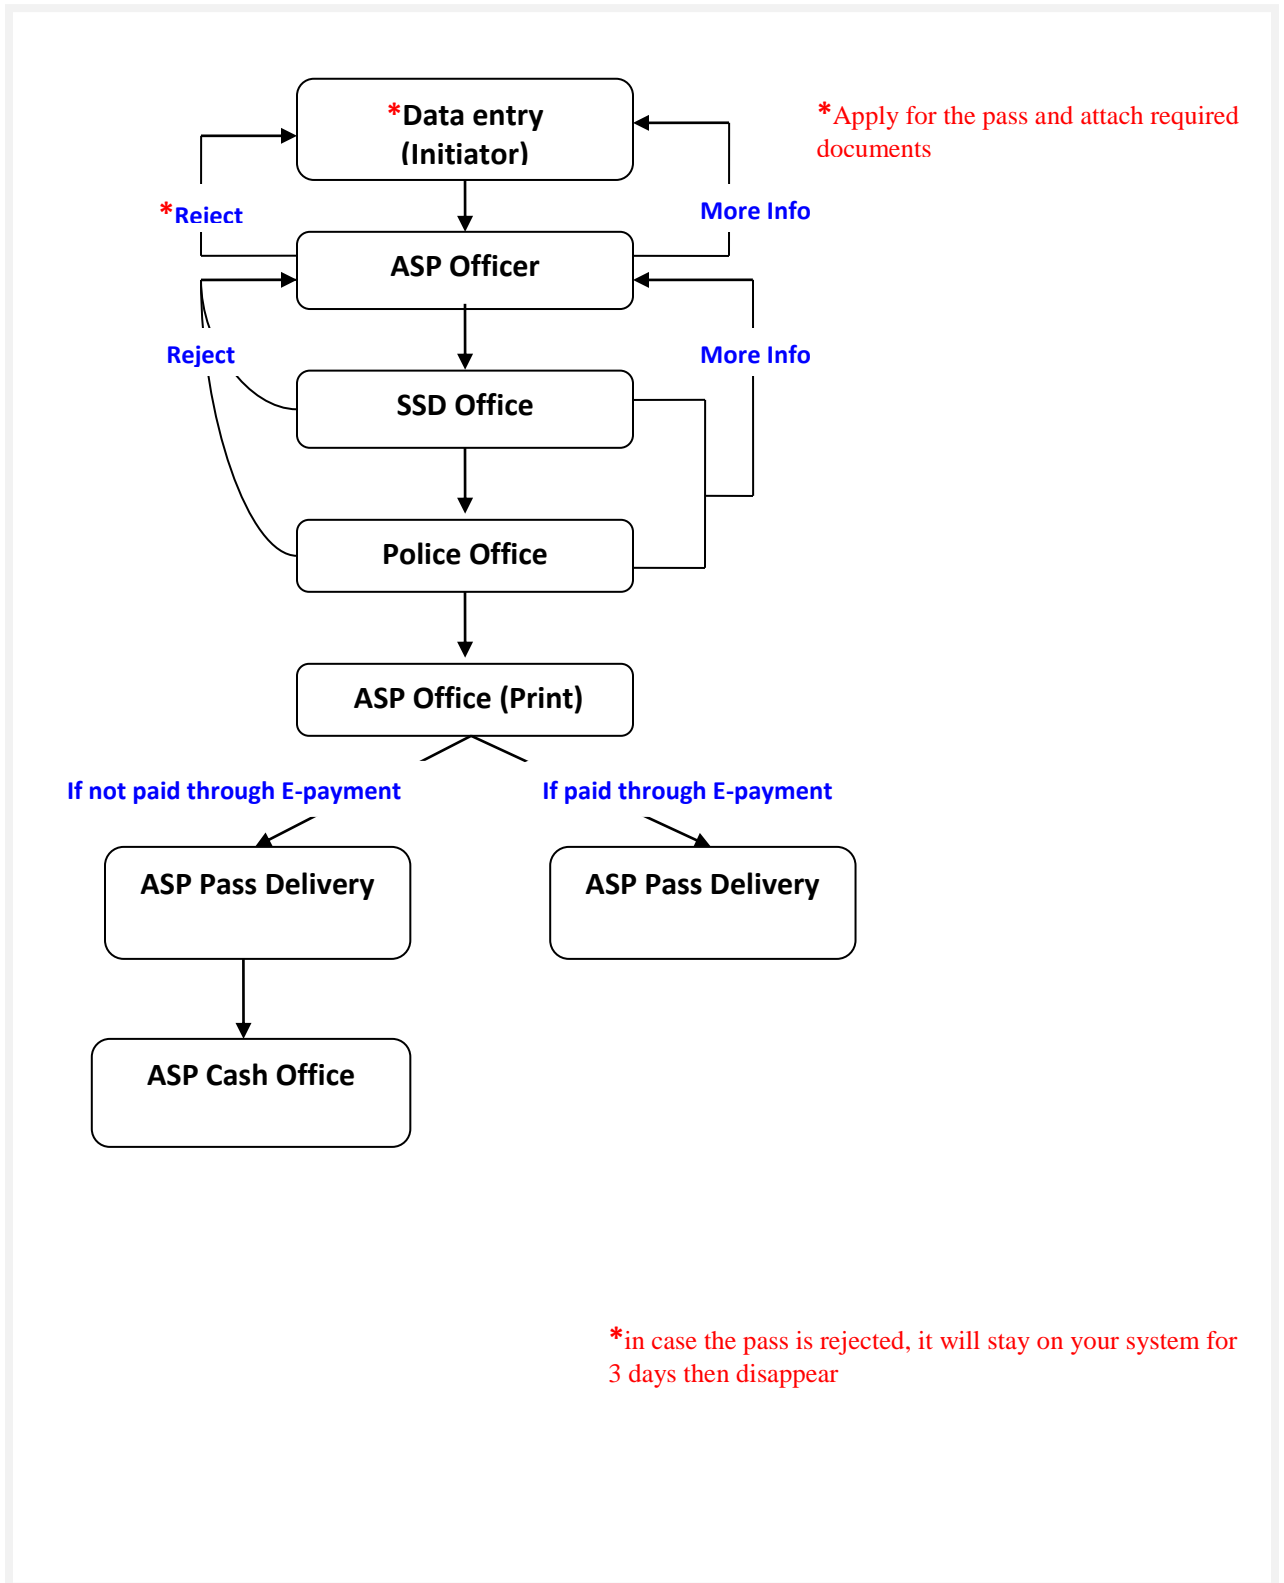 *Data entry
(Initiator)
*Apply for the pass and attach required
documents
*Reject
More Info
ASP Officer
Reject
More Info
SSD Office
Police Office
ASP Office (Print)
If not paid through E-payment
If paid through E-payment
ASP Pass Delivery
ASP Pass Delivery
ASP Cash Office
*in case the pass is rejected, it will stay on your system for
3 days then disappear